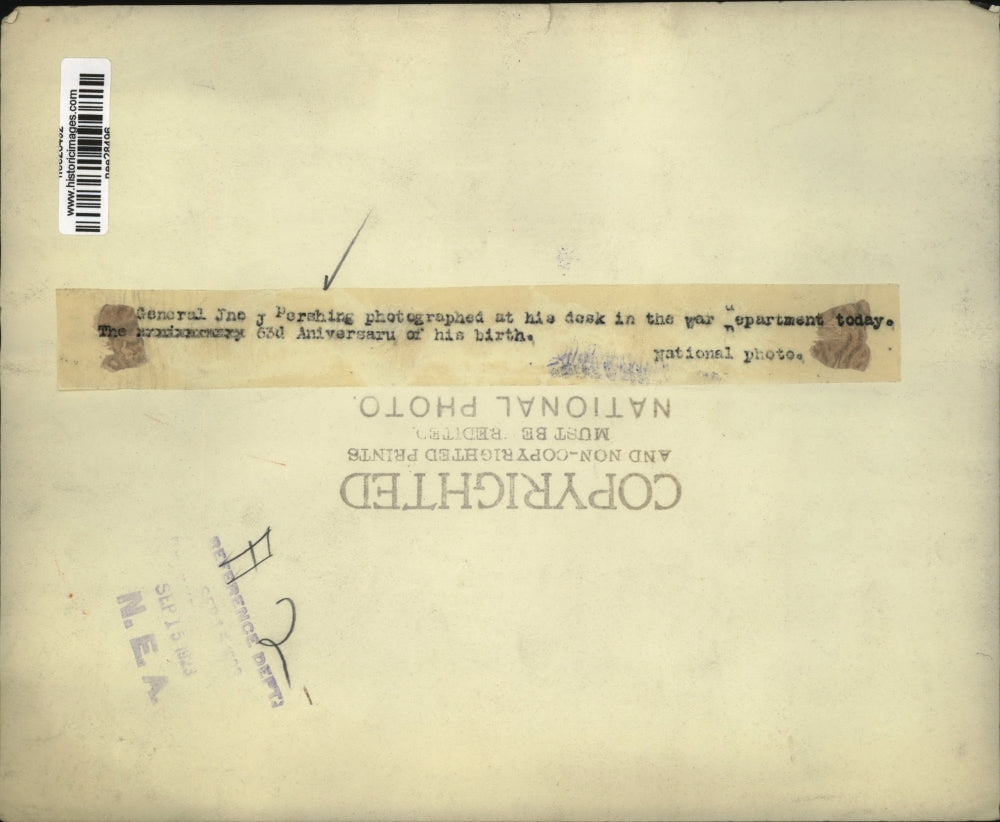 www.historicimages.com
nee28496
General Jno J Pershing photographed at his desk in the war Department today.
The 63d Aniversaru of his birth.
National photo.
NATIONAL PHOTO.
MUST BE CREDITED.
AND NON-COPYRIGHTED PRINTS
COPYRIGHTED
REFERENCE DEPT.
SEP 15 1923
N. E. A.